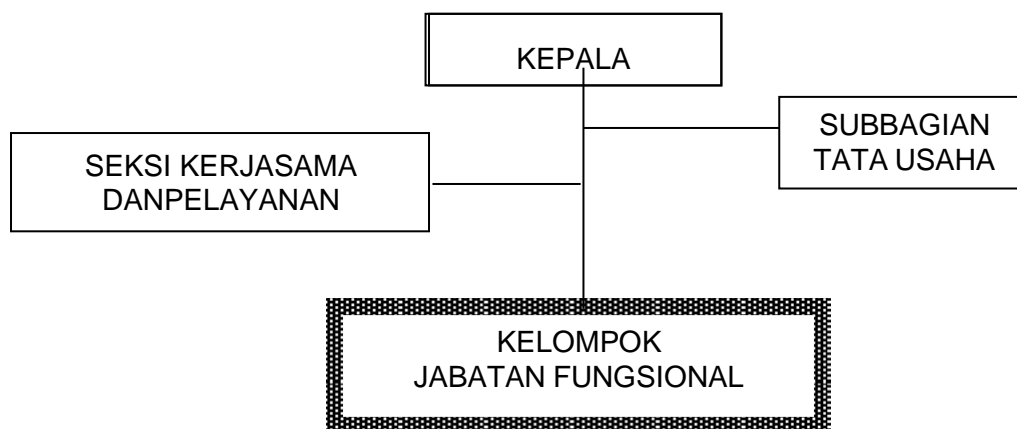 KEPALA
SUBBAGIAN
TATA USAHA
SEKSI KERJASAMA
DANPELAYANAN
KELOMPOK
JABATAN FUNGSIONAL